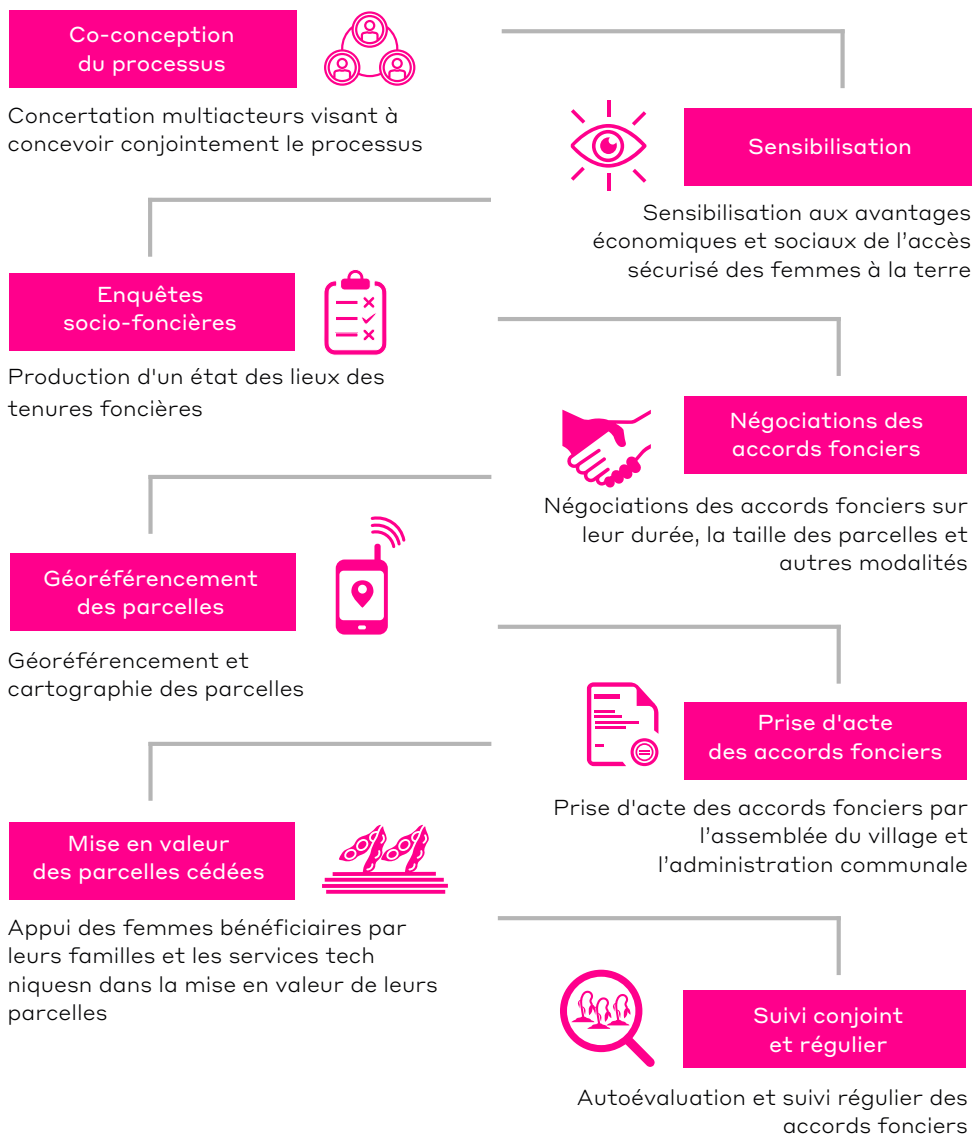 Co-conception
du processus
Concertation multiacteurs visant à
concevoir conjointement le processus
Sensibilisation
Sensibilisation aux avantages
économiques et sociaux de l'accès
sécurisé des femmes à la terre
Enquêtes
socio-foncières
Production d'un état des lieux des
tenures foncières
Négociations des
accords fonciers
Négociations des accords fonciers sur
leur durée, la taille des parcelles et
autres modalités
Géoréférencement
des parcelles
Géoréférencement et
cartographie des parcelles
Prise d'acte
des accords fonciers
Prise d'acte des accords fonciers par
l'assemblée du village et
l'administration communale
Mise en valeur
des parcelles cédées
Appui des femmes bénéficiaires par
leurs familles et les services tech
niquesn dans la mise en valeur de leurs
parcelles
Suivi conjoint
et régulier
Autoévaluation et suivi régulier des
accords fonciers